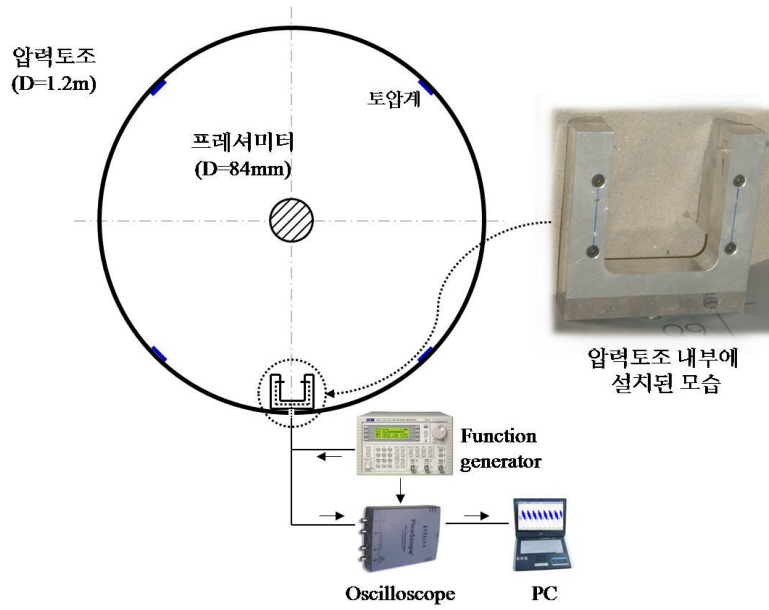 압력토조
(D=1.2m)
토압계
프레셔미터
(D=84mm)
압력토조 내부에
설치된 모습
Function
generator
PicoScope
Oscilloscope
PC